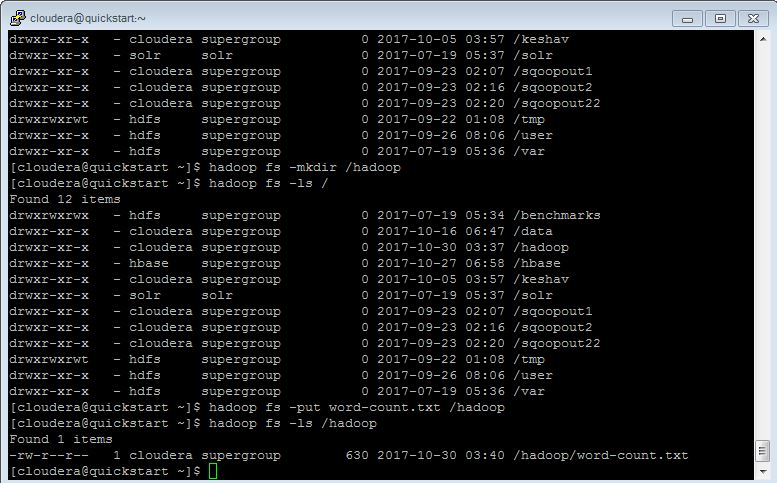 cloudera@quickstart:~
drwxr-xr-x   - cloudera supergroup          0 2017-10-05 03:57 /keshav
drwxr-xr-x   - solr     solr                0 2017-07-19 05:37 /solr
drwxr-xr-x   - cloudera supergroup          0 2017-09-23 02:07 /sqoopout1
drwxr-xr-x   - cloudera supergroup          0 2017-09-23 02:16 /sqoopout2
drwxr-xr-x   - cloudera supergroup          0 2017-09-23 02:20 /sqoopout22
drwxrwxrwt   - hdfs     supergroup          0 2017-09-22 01:08 /tmp
drwxr-xr-x   - hdfs     supergroup          0 2017-09-26 08:06 /user
drwxr-xr-x   - hdfs     supergroup          0 2017-07-19 05:36 /var
[cloudera@quickstart ~]$ hadoop fs -mkdir /hadoop
[cloudera@quickstart ~]$ hadoop fs -ls /
Found 12 items
drwxrwxrwx   - hdfs     supergroup          0 2017-07-19 05:34 /benchmarks
drwxr-xr-x   - cloudera supergroup          0 2017-10-16 06:47 /data
drwxr-xr-x   - cloudera supergroup          0 2017-10-30 03:37 /hadoop
drwxr-xr-x   - hbase    supergroup          0 2017-10-27 06:58 /hbase
drwxr-xr-x   - cloudera supergroup          0 2017-10-05 03:57 /keshav
drwxr-xr-x   - solr     solr                0 2017-07-19 05:37 /solr
drwxr-xr-x   - cloudera supergroup          0 2017-09-23 02:07 /sqoopout1
drwxr-xr-x   - cloudera supergroup          0 2017-09-23 02:16 /sqoopout2
drwxr-xr-x   - cloudera supergroup          0 2017-09-23 02:20 /sqoopout22
drwxrwxrwt   - hdfs     supergroup          0 2017-09-22 01:08 /tmp
drwxr-xr-x   - hdfs     supergroup          0 2017-09-26 08:06 /user
drwxr-xr-x   - hdfs     supergroup          0 2017-07-19 05:36 /var
[cloudera@quickstart ~]$ hadoop fs -put word-count.txt /hadoop
[cloudera@quickstart ~]$ hadoop fs -ls /hadoop
Found 1 items
-rw-r--r--   1 cloudera supergroup        630 2017-10-30 03:40 /hadoop/word-count.txt
[cloudera@quickstart ~]$